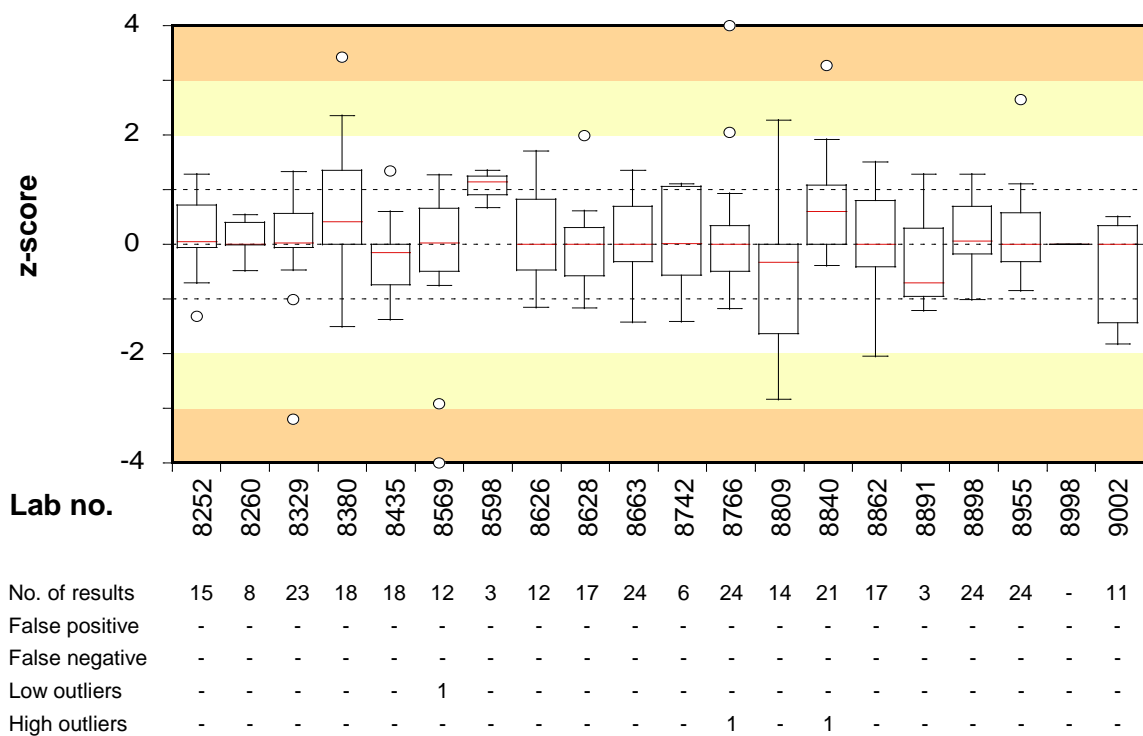 4
2
0
-2
-4
z-score
Lab no. 8252 8260 8329 8380 8435 8569 8598 8626 8628 8663 8742 8766 8809 8840 8862 8891 8898 8955 8998 9002
No. of results 15 8 23 18 18 12 3 12 17 24 6 24 14 21 17 3 24 24 - 11
False positive - - - - - - - - - - - - - - - - - - - -
False negative - - - - - - - - - - - - - - - - - - - -
Low outliers - - - - - 1 - - - - - - - - - - - - - -
High outliers - - - - - - - - - - - 1 - 1 - - - - - -